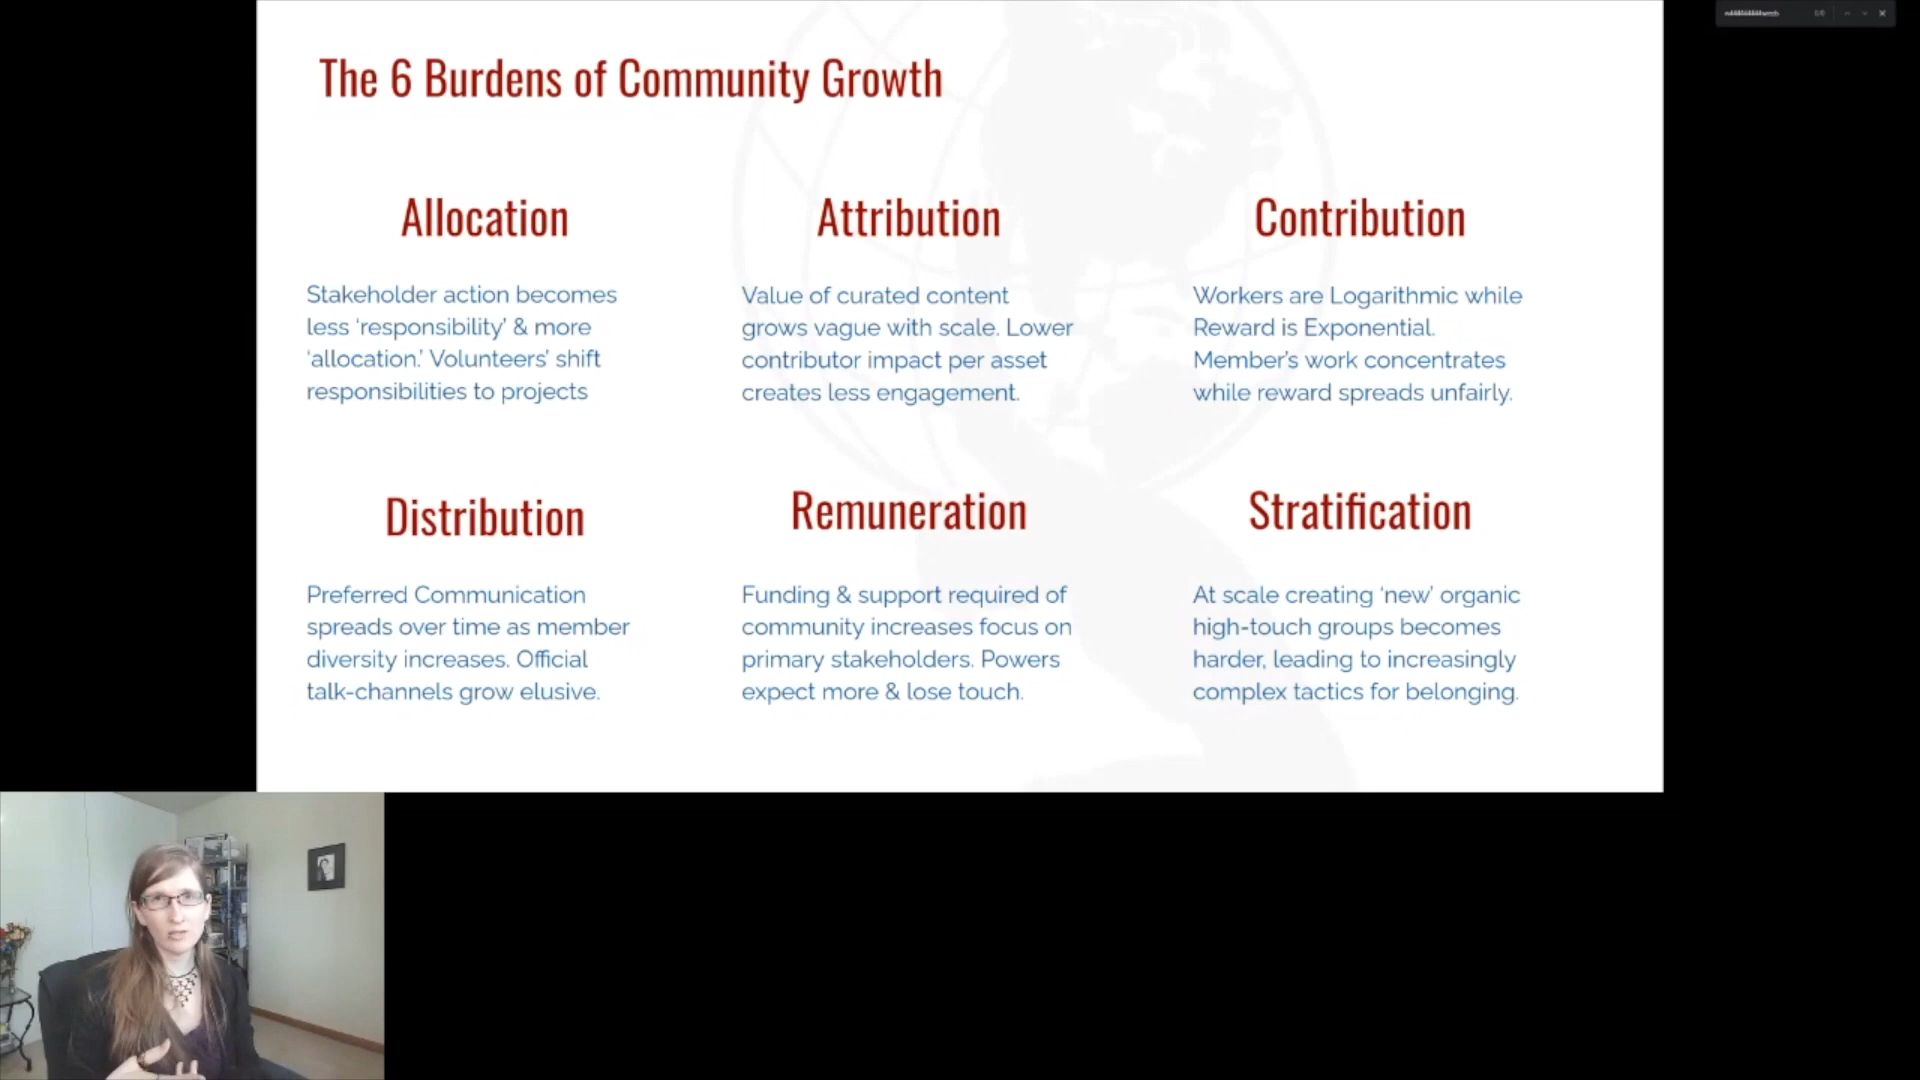 The 6 Burdens of Community Growth
Allocation
Stakeholder action becomes
less ‘responsibility’ & more
‘allocation.’ Volunteers’ shift
responsibilities to projects
Attribution
Value of curated content
grows vague with scale. Lower
contributor impact per asset
creates less engagement.
Contribution
Workers are Logarithmic while
Reward is Exponential.
Member’s work concentrates
while reward spreads unfairly.
Distribution
Preferred Communication
spreads over time as member
diversity increases. Official
talk-channels grow elusive.
Remuneration
Funding & support required of
community increases focus on
primary stakeholders. Powers
expect more & lose touch.
Stratification
At scale creating ‘new’ organic
high-touch groups becomes
harder, leading to increasingly
complex tactics for belonging.